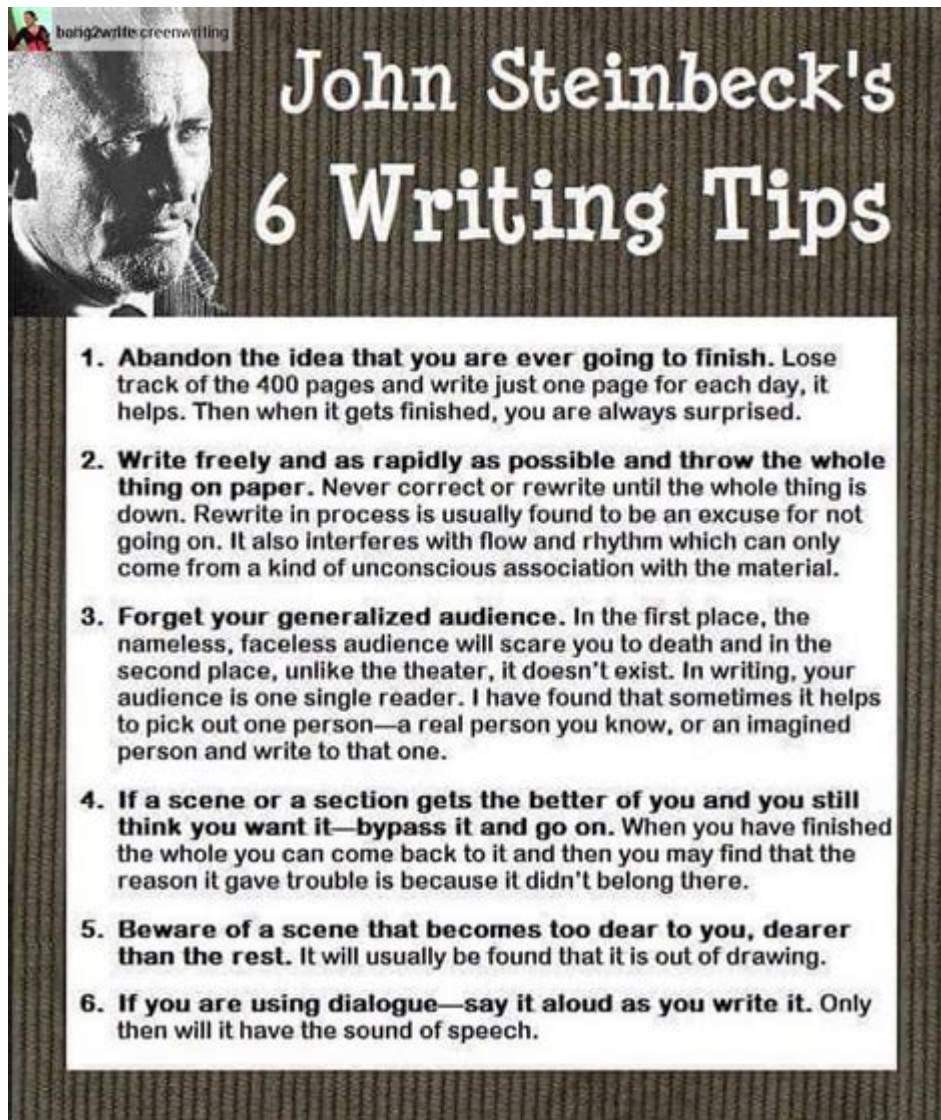 John Steinbeck's
6 Writing Tips
1. Abandon the idea that you are ever going to finish. Lose
track of the 400 pages and write just one page for each day, it
helps. Then when it gets finished, you are always surprised.
2. Write freely and as rapidly as possible and throw the whole
thing on paper. Never correct or rewrite until the whole thing is
down. Rewrite in process is usually found to be an excuse for not
going on. It also interferes with flow and rhythm which can only
come from a kind of unconscious association with the material.
3. Forget your generalized audience. In the first place, the
nameless, faceless audience will scare you to death and in the
second place, unlike the theater, it doesn't exist. In writing, your
audience is one single reader. I have found that sometimes it helps
to pick out one person—a real person you know, or an imagined
person and write to that one.
4. If a scene or a section gets the better of you and you still
think you want it—bypass it and go on. When you have finished
the whole you can come back to it and then you may find that the
reason it gave trouble is because it didn't belong there.
5. Beware of a scene that becomes too dear to you, dearer
than the rest. It will usually be found that it is out of drawing.
6. If you are using dialogue—say it aloud as you write it. Only
then will it have the sound of speech.